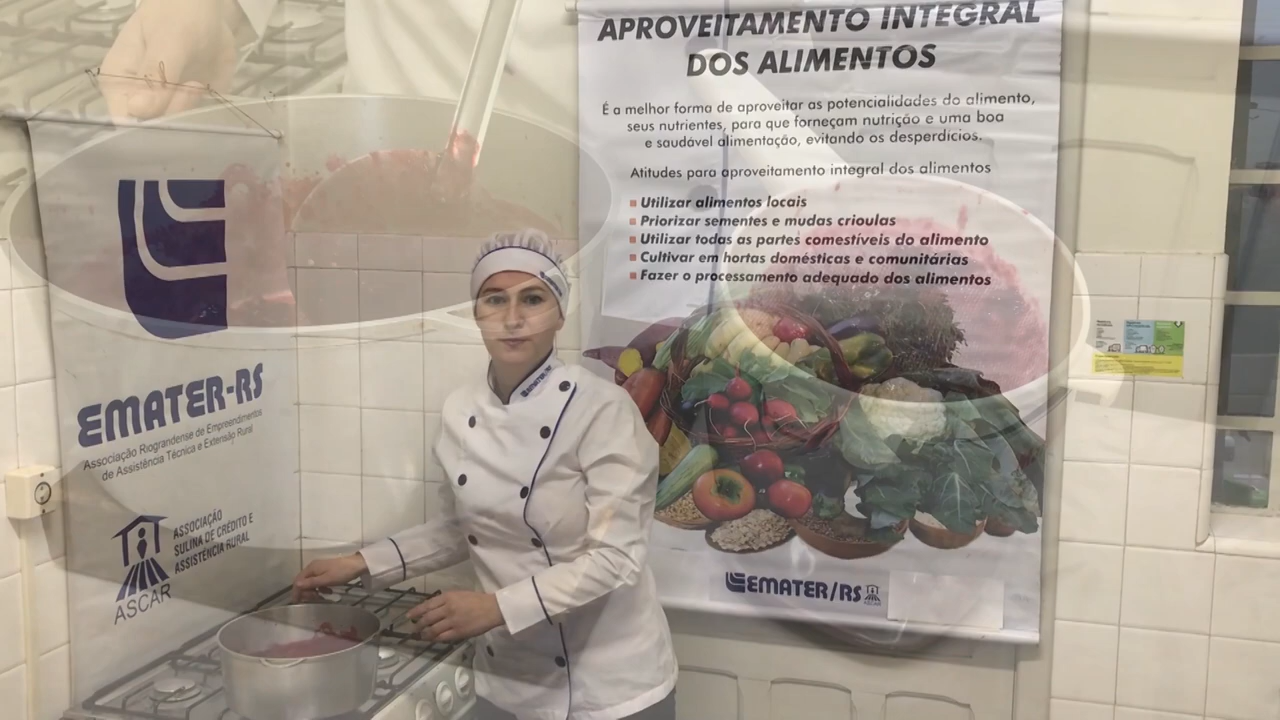 EMATER-RS
Associação Riograndense de Empreendimentos
de Assistência Técnica e Extensão Rural
ASSOCIAÇÃO
SULINA DE CRÉDITO E
ASSISTÊNCIA RURAL
ASCAR
APROVEITAMENTO INTEGRAL
DOS ALIMENTOS
É a melhor forma de aproveitar as potencialidades do alimento,
seus nutrientes, para que forneçam nutrição e uma boa
e saudável alimentação, evitando os desperdícios.
Atitudes para aproveitamento integral dos alimentos
Utilizar alimentos locais
Priorizar sementes e mudas crioulas
Utilizar todas as partes comestíveis do alimento
Cultivar em hortas domésticas e comunitárias
Fazer o processamento adequado dos alimentos
EMATER/RS
ASCAR